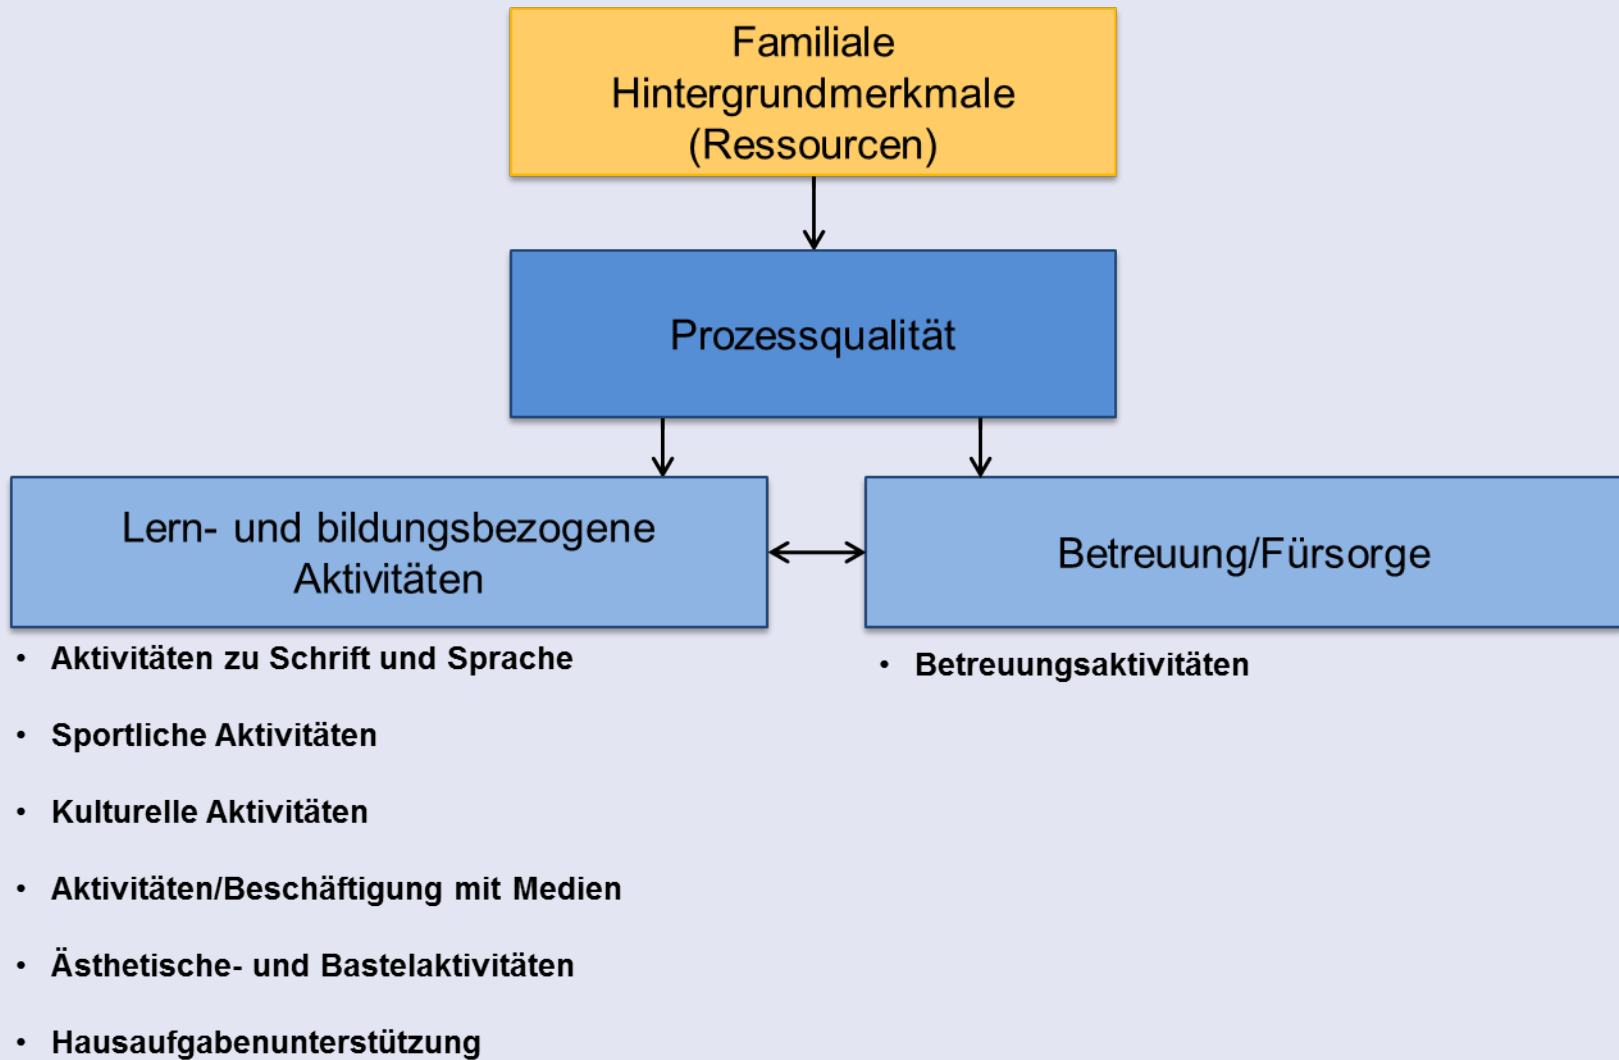 Familiale
Hintergrundmerkmale
(Ressourcen)
Prozessqualität
Lern- und bildungsbezogene
Aktivitäten
Betreuung/Fürsorge
• Aktivitäten zu Schrift und Sprache
• Sportliche Aktivitäten
• Kulturelle Aktivitäten
• Aktivitäten/Beschäftigung mit Medien
• Ästhetische- und Bastelaktivitäten
• Hausaufgabenunterstützung
• Betreuungsaktivitäten